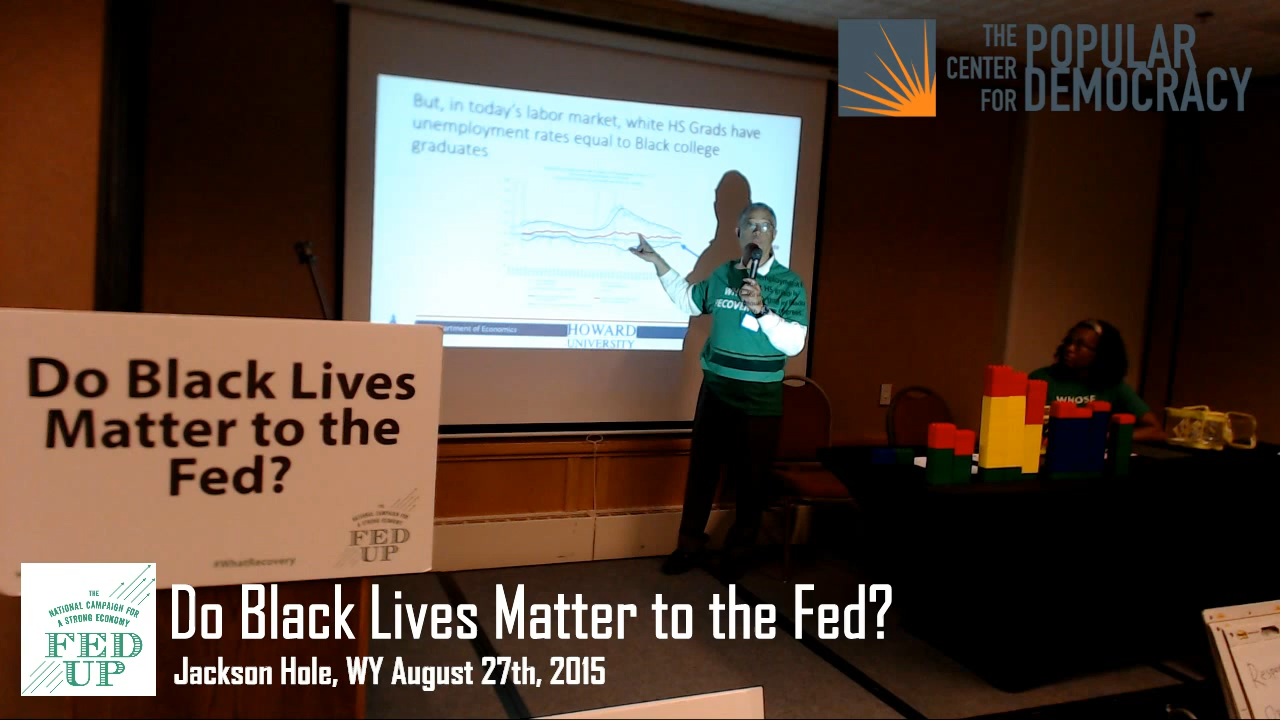 THE
CENTER
FOR
POPULAR
DEMOCRACY
But, in today's labor market, white HS Grads have
unemployment rates equal to Black college
graduates
Department of Economics
HOWARD
UNIVERSITY
WHOSE
Do Black Lives
Matter to the
Fed?
THE
NATIONAL CAMPAIGN FOR
A STRONG ECONOMY
FED
UP
#WhatRecovery
THE
NATIONAL CAMPAIGN FOR
A STRONG ECONOMY
FED
UP
Do Black Lives Matter to the Fed?
Jackson Hole, WY August 27th, 2015